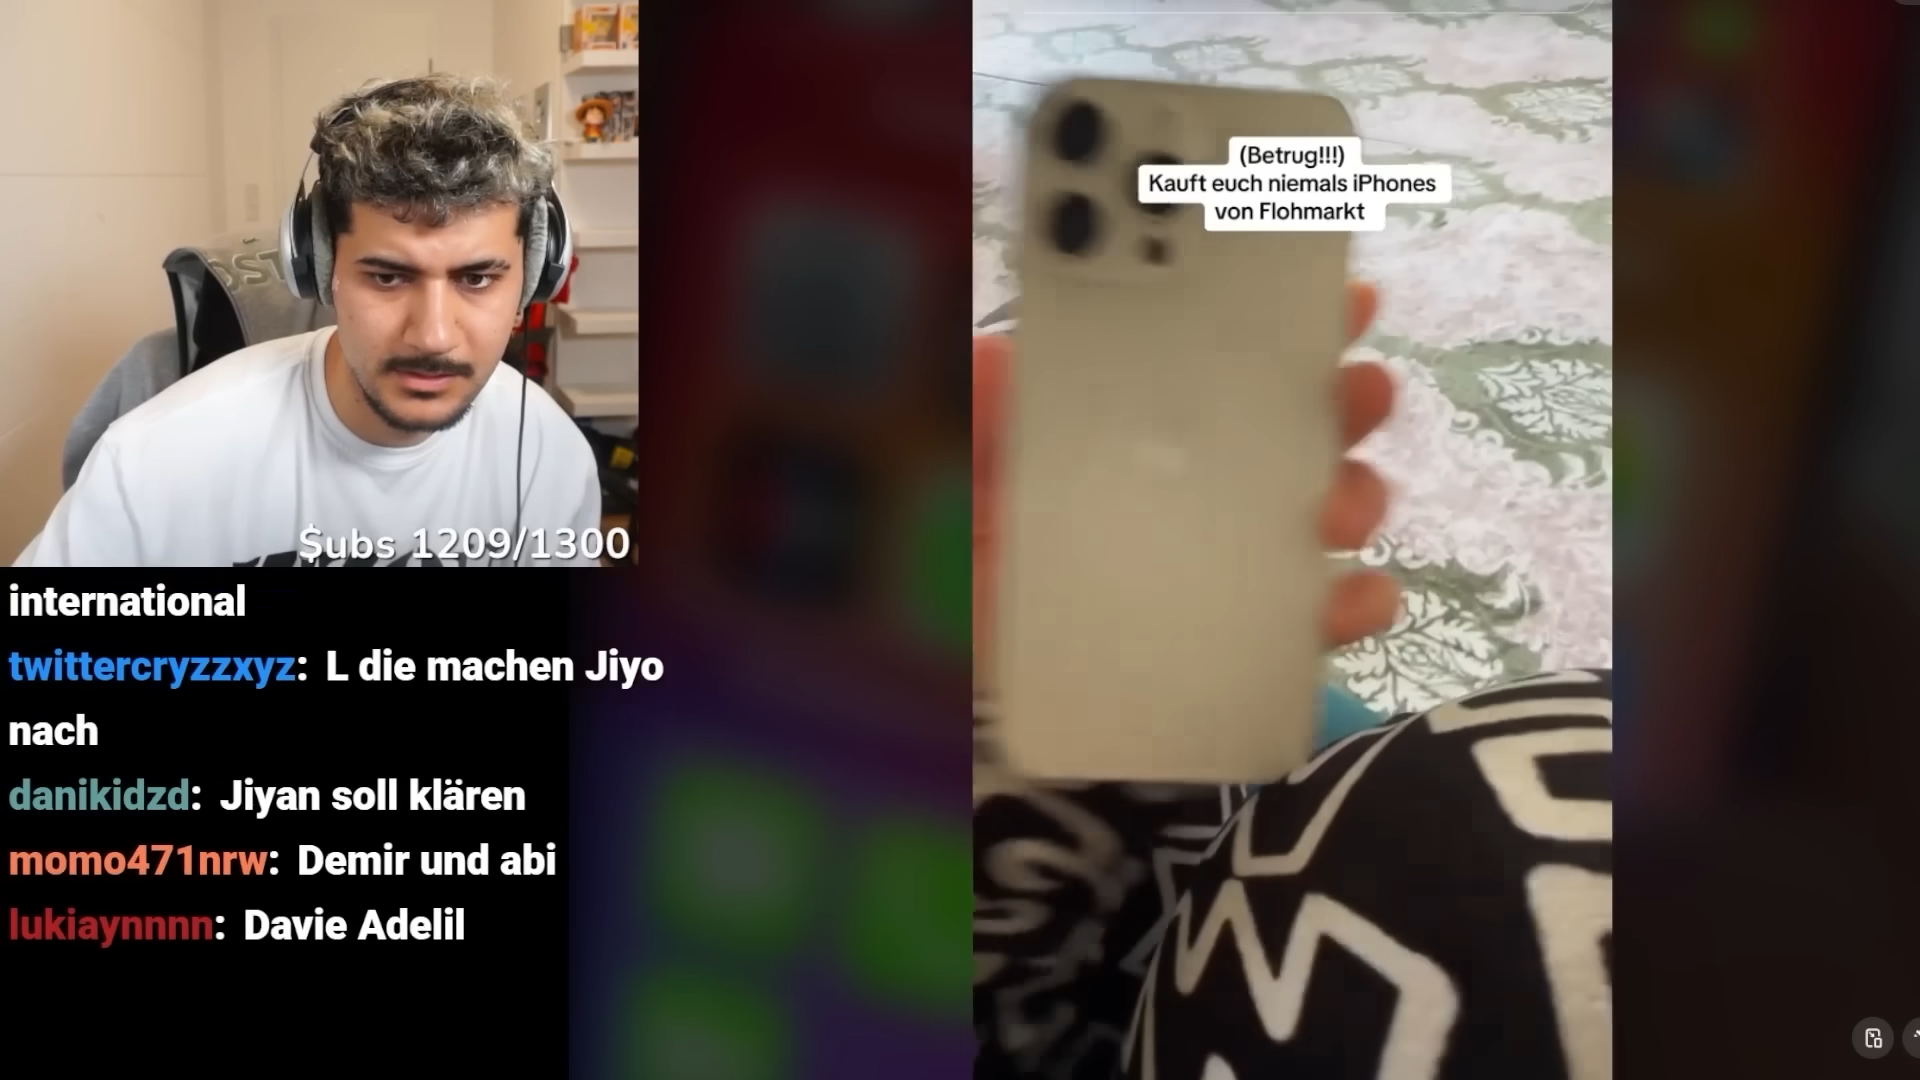 $ubs 1209/1300
international
twittercryzzxyz: L die machen Jiyo
nach
danikidzd: Jiyan soll klären
momo471nrw: Demir und abi
lukiaynnnn: Davie Adelil
(Betrug!!!)
Kauft euch niemals iPhones
von Flohmarkt